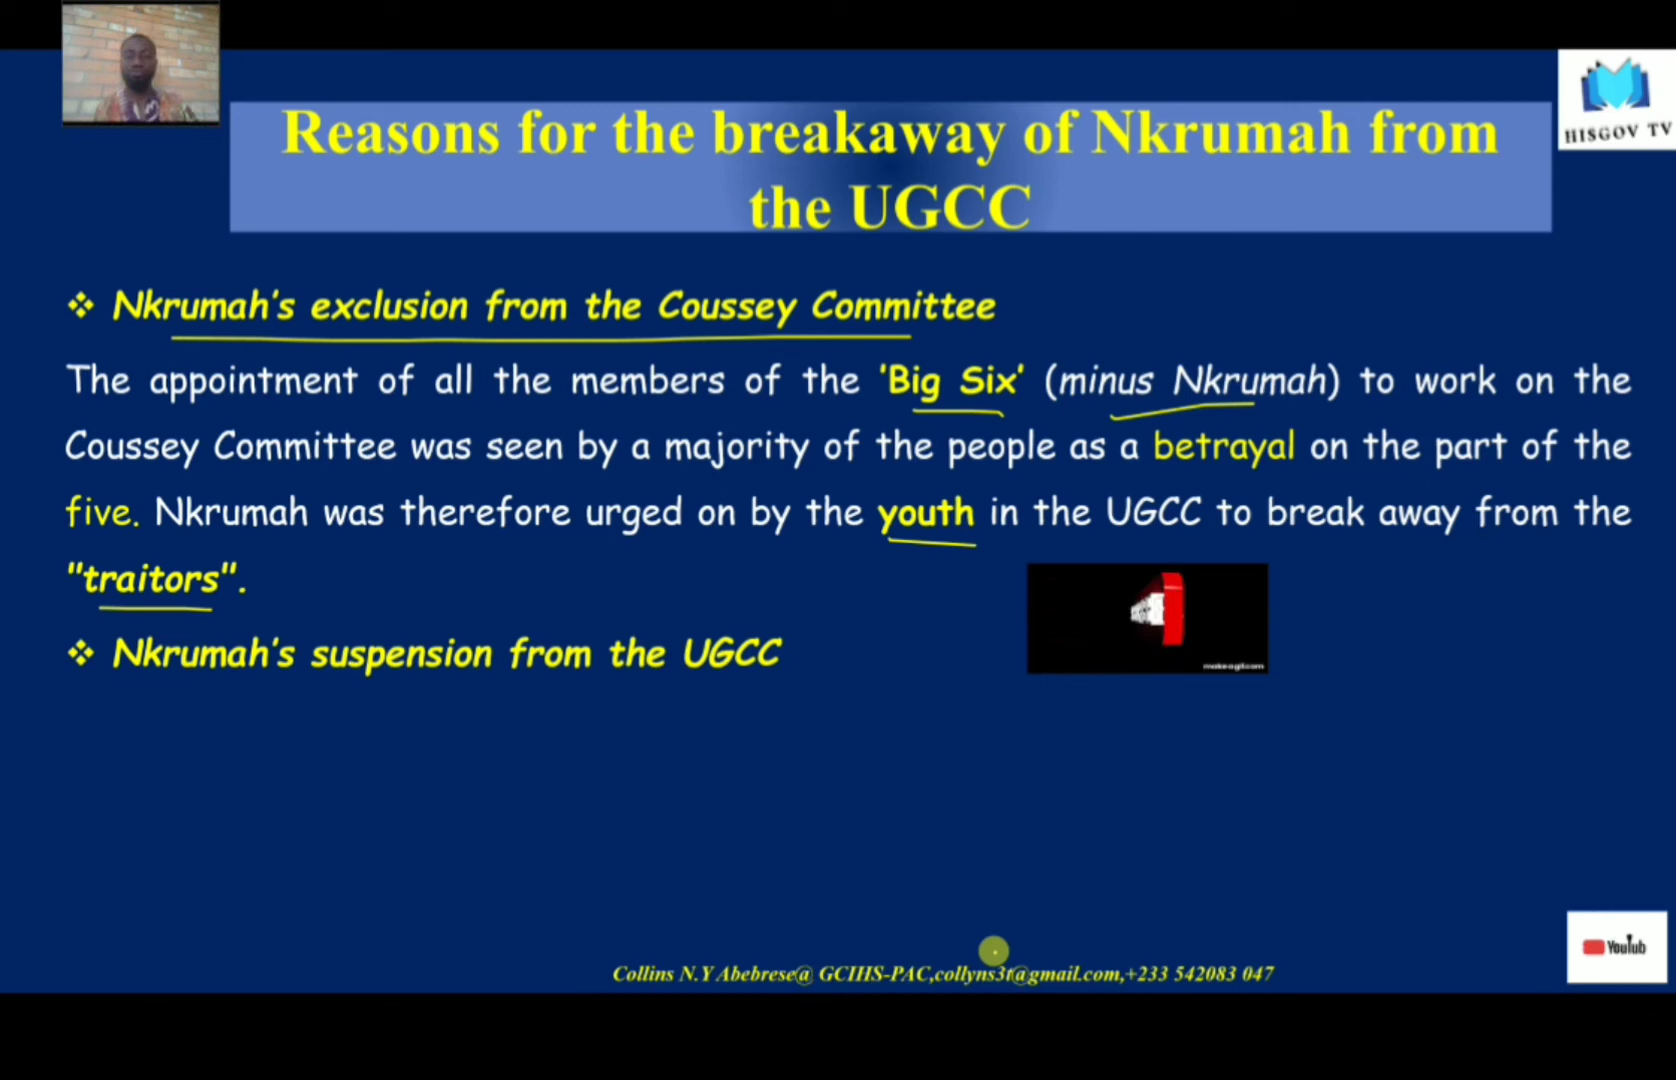 HISGOV TV
Reasons for the breakaway of Nkrumah from
the UGCC
❖ Nkrumah's exclusion from the Coussey Committee
The appointment of all the members of the 'Big Six' (minus Nkrumah) to work on the
Coussey Committee was seen by a majority of the people as a betrayal on the part of the
five. Nkrumah was therefore urged on by the youth in the UGCC to break away from the
"traitors".
makeagif.com
❖ Nkrumah's suspension from the UGCC
YouTub
Collins N.Y Abebrese@ GCIHS-PAC,collyns3t@gmail.com,+233 542083 047